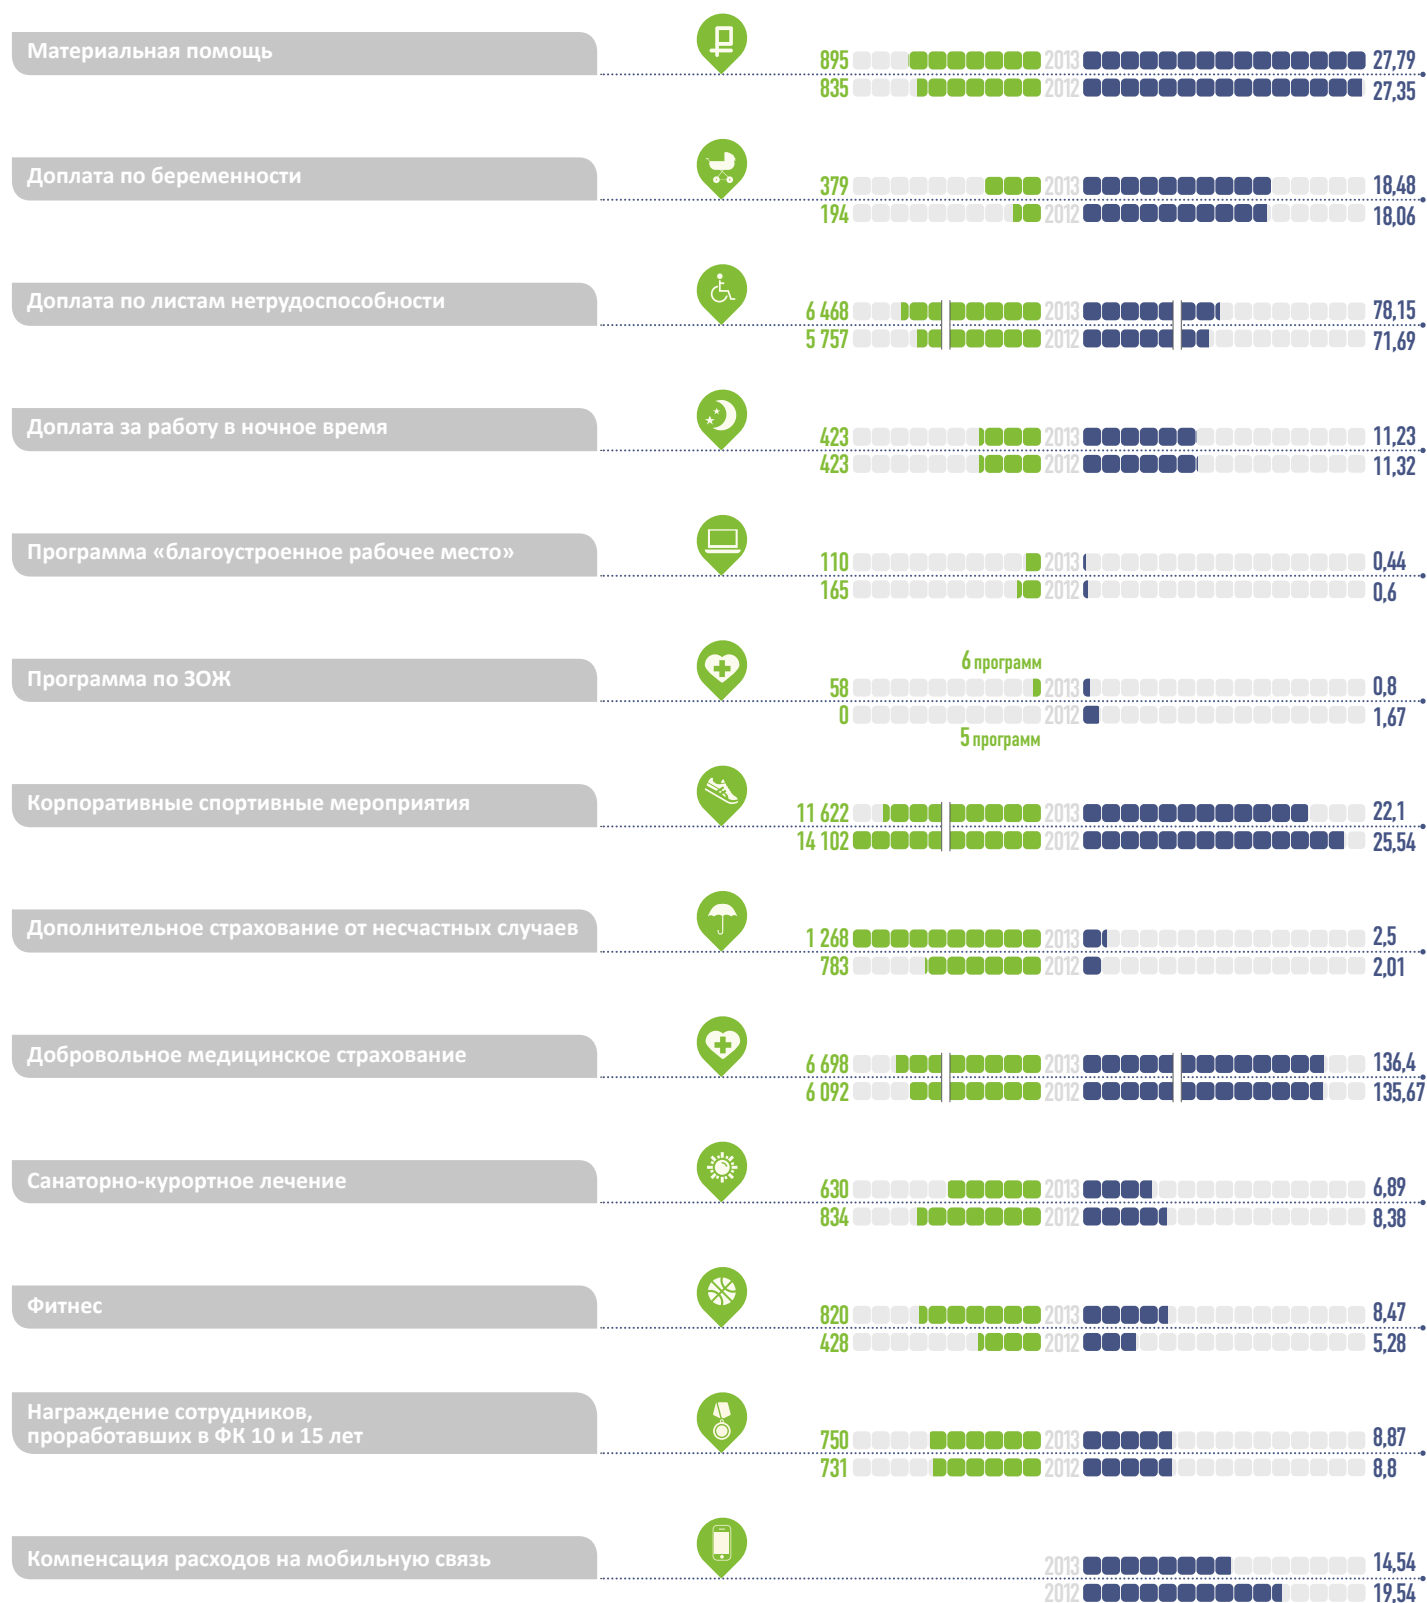 Материальная помощь
895 2013 27,79
835 2012 27,35
Доплата по беременности
379 2013 18,48
194 2012 18,06
Доплата по листам нетрудоспособности
6 468 2013 78,15
5 757 2012 71,69
Доплата за работу в ночное время
423 2013 11,23
423 2012 11,32
Программа «благоустроенное рабочее место»
110 2013 0,44
165 2012 0,6
Программа по ЗОЖ
6 программ
58 2013 0,8
0 2012 1,67
5 программ
Корпоративные спортивные мероприятия
11 622 2013 22,1
14 102 2012 25,54
Дополнительное страхование от несчастных случаев
1 268 2013 2,5
783 2012 2,01
Добровольное медицинское страхование
6 698 2013 136,4
6 092 2012 135,67
Санаторно-курортное лечение
630 2013 6,89
834 2012 8,38
Фитнес
820 2013 8,47
428 2012 5,28
Награждение сотрудников,
проработавших в ФК 10 и 15 лет
750 2013 8,87
731 2012 8,8
Компенсация расходов на мобильную связь
2013 14,54
2012 19,54